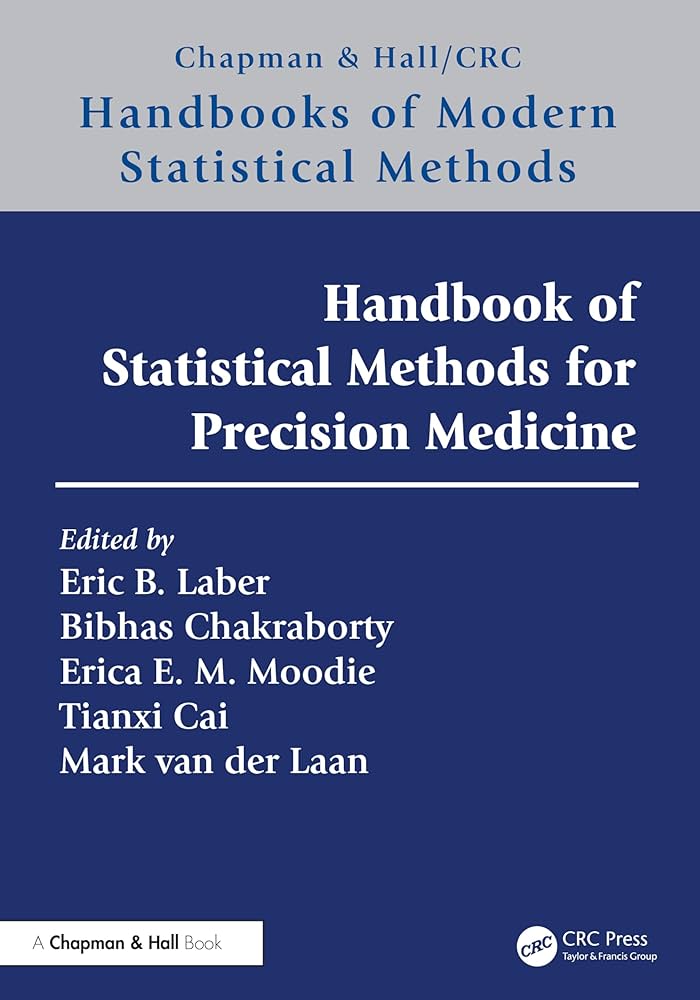 Chapman & Hall/CRC
Handbooks of Modern
Statistical Methods
Handbook of
Statistical Methods for
Precision Medicine
Edited by
Eric B. Laber
Bibhas Chakraborty
Erica E. M. Moodie
Tianxi Cai
Mark van der Laan
A Chapman & Hall Book
CRC
CRC Press
Taylor & Francis Group